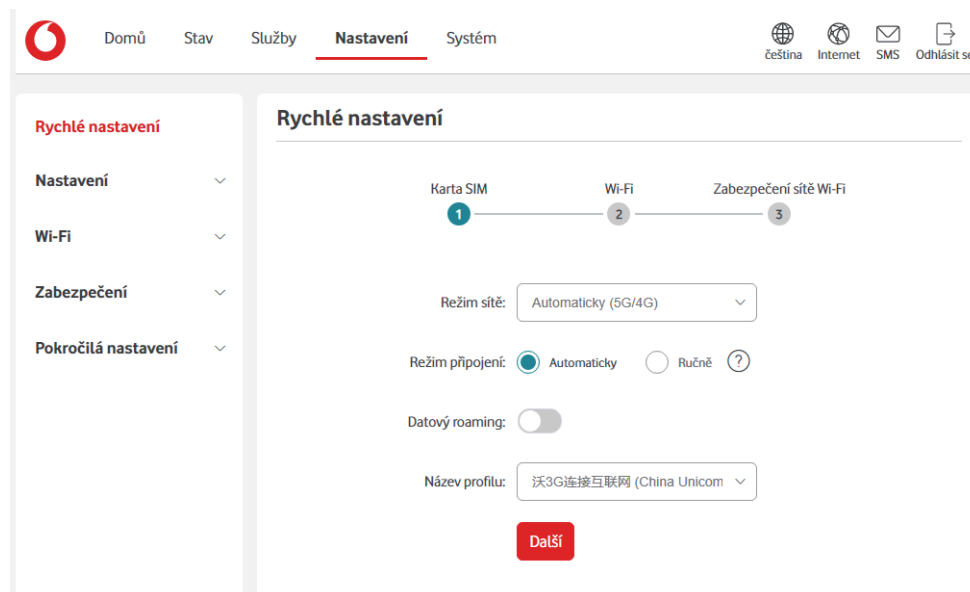 Domů Stav Služby Nastavení Systém
čeština Internet SMS Odhlásit se
Rychlé nastavení
Nastavení
Wi-Fi
Zabezpečení
Pokročilá nastavení
Rychlé nastavení
Karta SIM Wi-Fi Zabezpečení sítě Wi-Fi
1 2 3
Režim sítě: Automaticky (5G/4G)
Režim připojení: Automaticky Ručně ?
Datový roaming:
Název profilu: 沃3G连接互联网 (China Unicom
Další